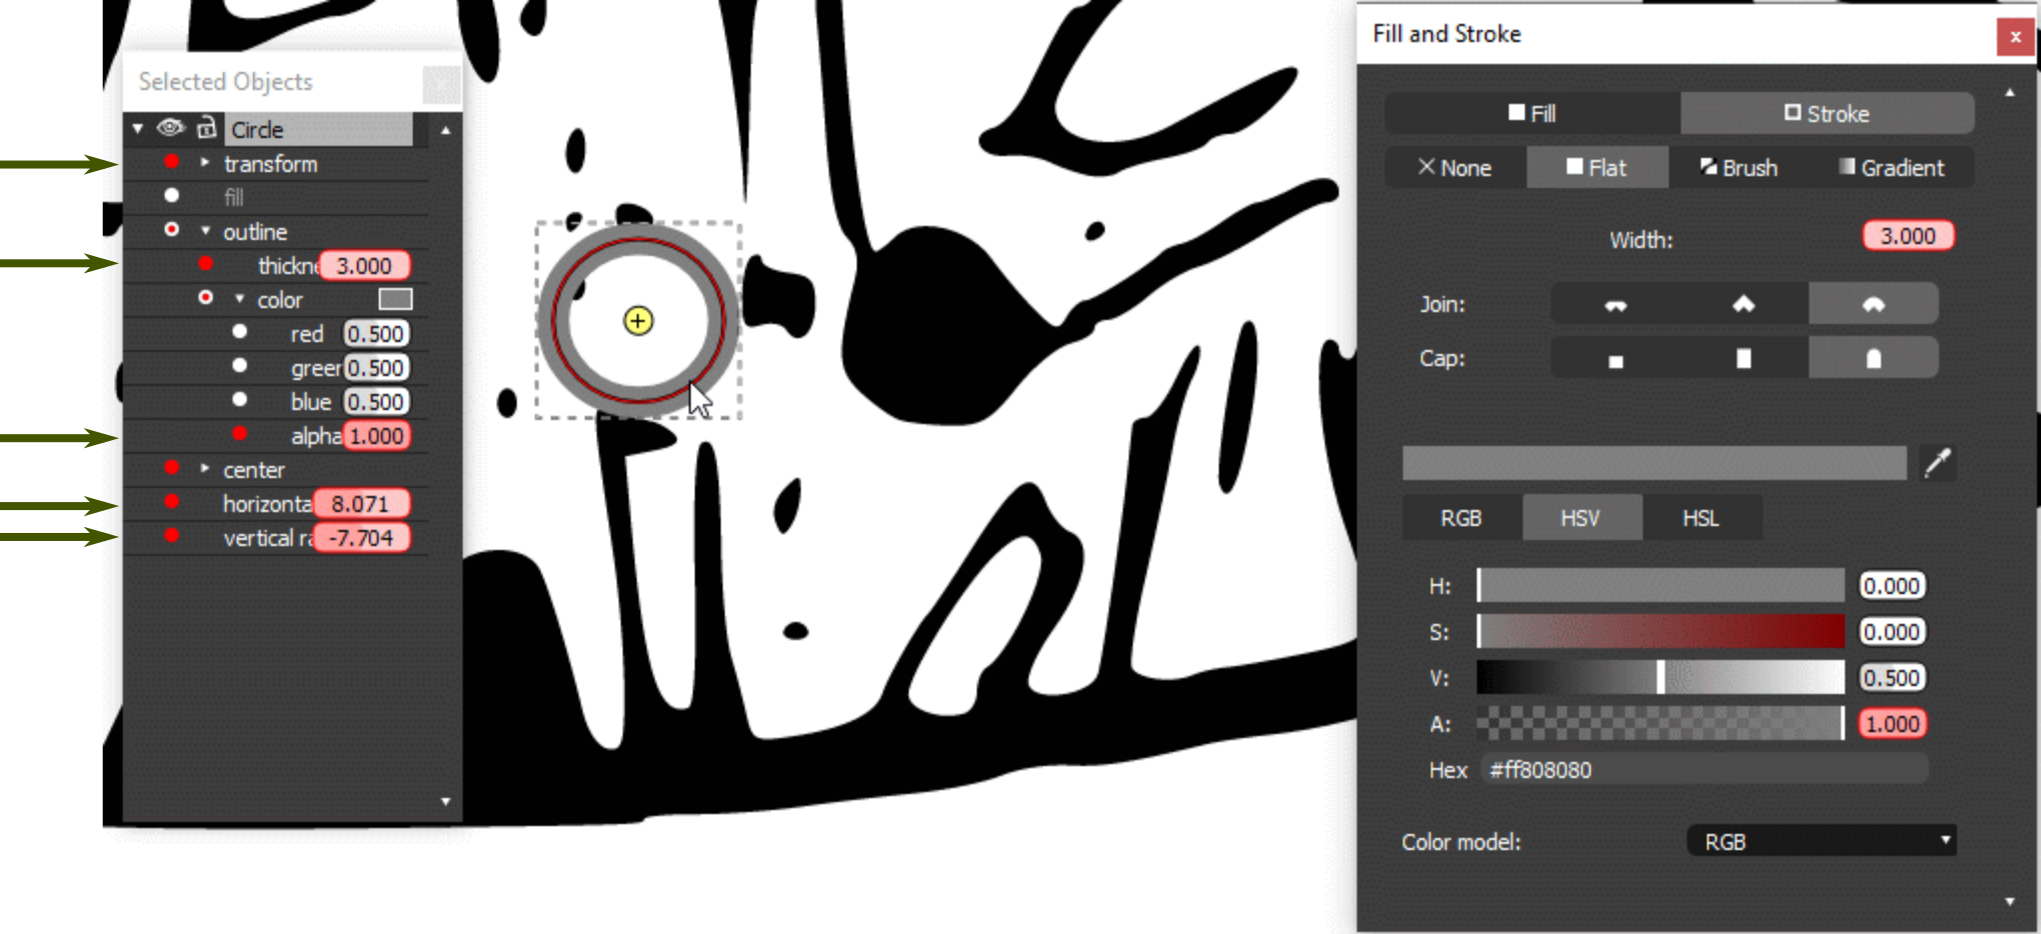 Selected Objects
Circle
transform
fill
outline
thickne 3.000
color
red 0.500
green 0.500
blue 0.500
alpha 1.000
center
horizonta 8.071
vertical ra -7.704
Fill and Stroke
x
Fill Stroke
None Flat Brush Gradient
Width: 3.000
Join:
Cap:
RGB HSV HSL
H: 0.000
S: 0.000
V: 0.500
A: 1.000
Hex #ff808080
Color model: RGB